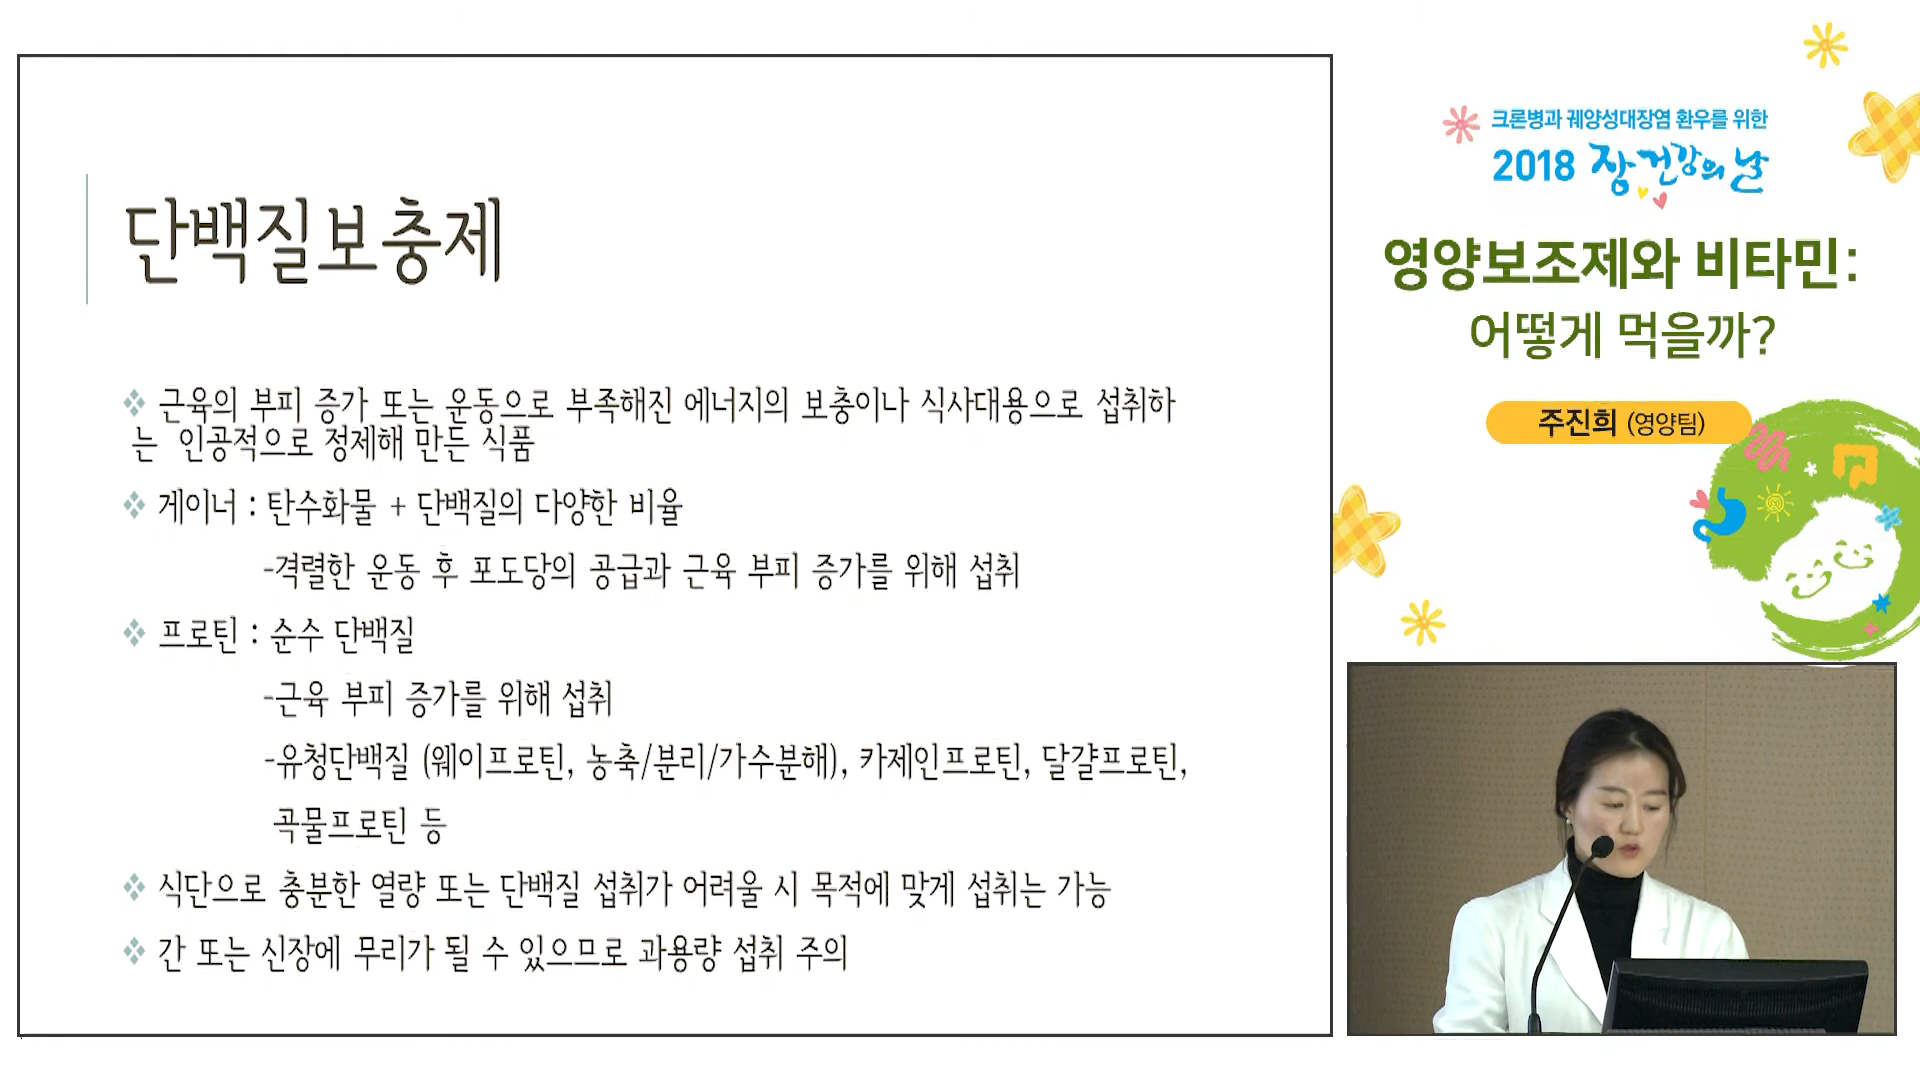 단백질보충제
❖ 근육의 부피 증가 또는 운동으로 부족해진 에너지의 보충이나 식사대용으로 섭취하
는 인공적으로 정제해 만든 식품
❖ 게이너 : 탄수화물 + 단백질의 다양한 비율
-격렬한 운동 후 포도당의 공급과 근육 부피 증가를 위해 섭취
❖ 프로틴 : 순수 단백질
-근육 부피 증가를 위해 섭취
-유청단백질 (웨이프로틴, 농축/분리/가수분해), 카제인프로틴, 달걀프로틴,
곡물프로틴 등
❖ 식단으로 충분한 열량 또는 단백질 섭취가 어려울 시 목적에 맞게 섭취는 가능
❖ 간 또는 신장에 무리가 될 수 있으므로 과용량 섭취 주의
크론병과 궤양성대장염 환우를 위한
2018 장건강의 날
영양보조제와 비타민:
어떻게 먹을까?
주진희 (영양팀)